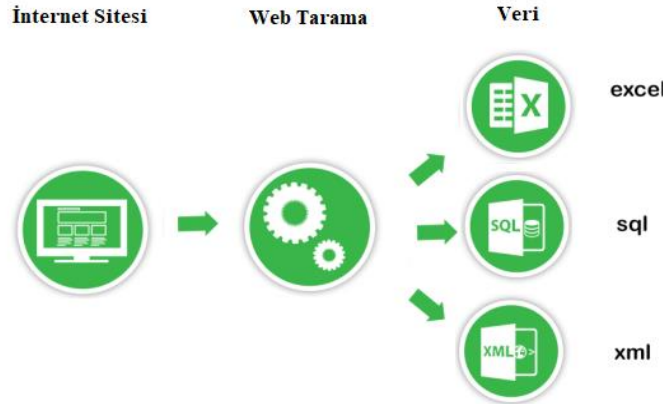 İnternet Sitesi
Web Tarama
Veri
X
excel
SQL
sql
XML
xml